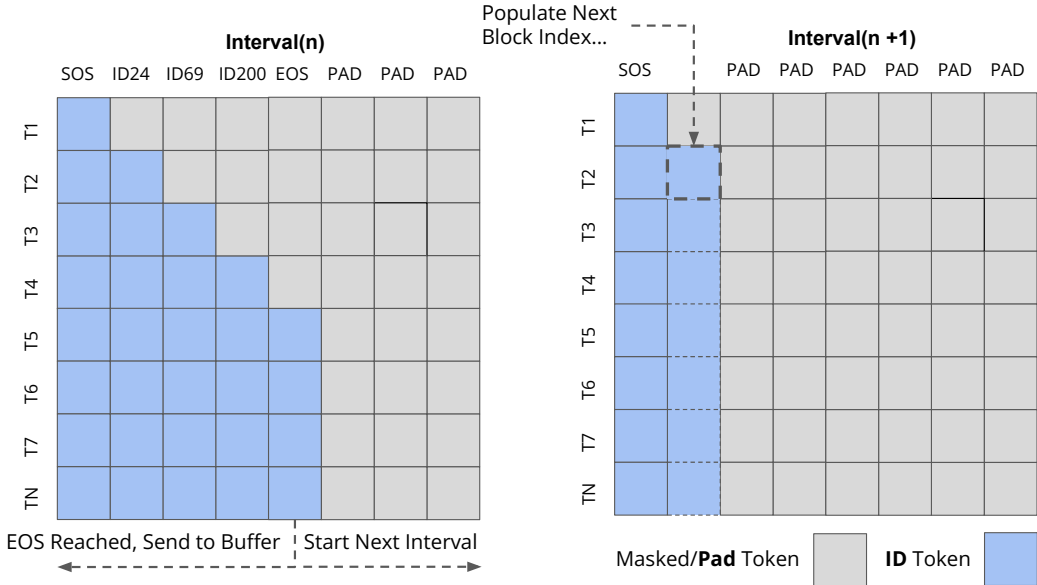 Populate Next
Block Index...
Interval(n)
SOS ID24 ID69 ID200 EOS PAD PAD PAD
T1
T2
T3
T4
T5
T6
T7
TN
EOS Reached, Send to Buffer
Start Next Interval
Interval(n +1)
SOS PAD PAD PAD PAD PAD PAD
T1
T2
T3
T4
T5
T6
T7
TN
Masked/Pad Token
ID Token